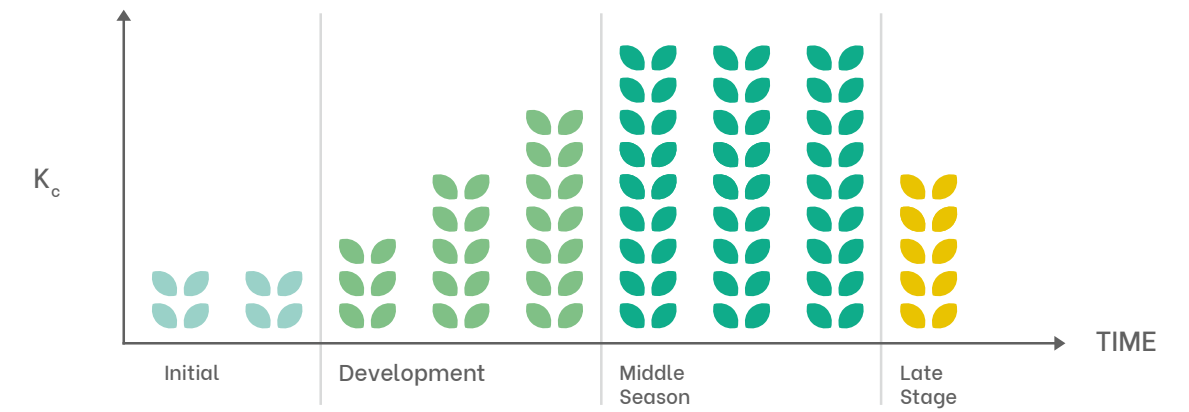 Kc
TIME
Initial
Development
Middle
Season
Late
Stage